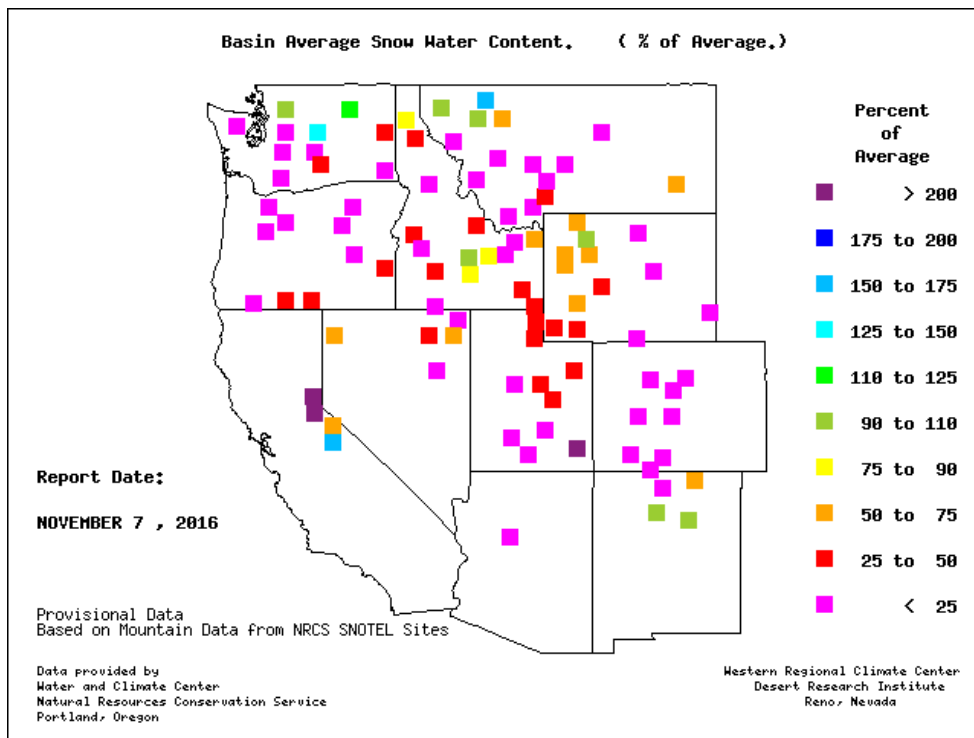 Basin Average Snow Water Content. ( % of Average.)
Percent
of
Average
> 200
175 to 200
150 to 175
125 to 150
110 to 125
90 to 110
75 to 90
50 to 75
25 to 50
< 25
Report Date:
NOVEMBER 7 , 2016
Provisional Data
Based on Mountain Data from NRCS SNOTEL Sites
Data provided by
Water and Climate Center
Natural Resources Conservation Service
Portland, Oregon
Western Regional Climate Center
Desert Research Institute
Reno, Nevada